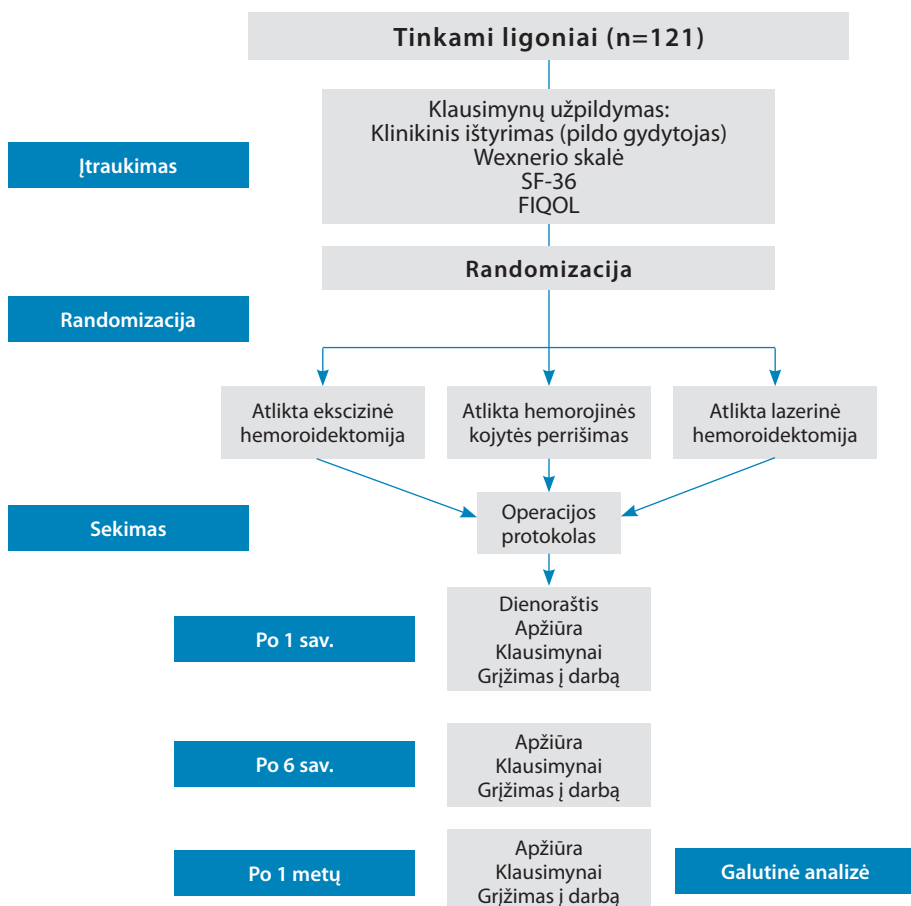 Tinkami ligoniai (n=121)
Klausimynų užpildymas:
Klinikinis ištyrimas (pildo gydytojas)
Wexnerio skalė
SF-36
FIQOL
Įtraukimas
Randomizacija
Randomizacija
Atlikta ekscizinė
hemoroidektomija
Atlikta hemorojinės
kojytės perrišimas
Atlikta lazerinė
hemoroidektomija
Sekimas
Operacijos
protokolas
Po 1 sav.
Dienoraštis
Apžiūra
Klausimynai
Grįžimas į darbą
Po 6 sav.
Apžiūra
Klausimynai
Grįžimas į darbą
Po 1 metų
Apžiūra
Klausimynai
Grįžimas į darbą
Galutinė analizė